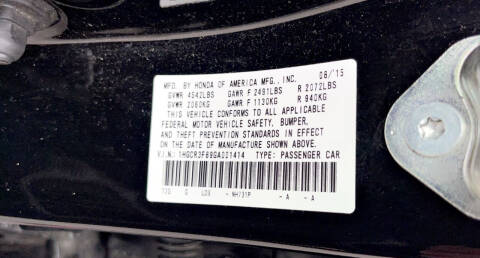 MFD. BY HONDA OF AMERICA MFG., INC. 08/15
GVWR 4542LBS GAWR F 2491LBS R 2072LBS
GVWR 2060KG GAWR F 1130KG R 940KG
THIS VEHICLE CONFORMS TO ALL APPLICABLE
FEDERAL MOTOR VEHICLE SAFETY, BUMPER,
AND THEFT PREVENTION STANDARDS IN EFFECT
ON THE DATE OF MANUFACTURE SHOWN ABOVE.
V.I.N.: 1HGCR3F89GA001414 TYPE: PASSENGER CAR
G - NH731P - A - A